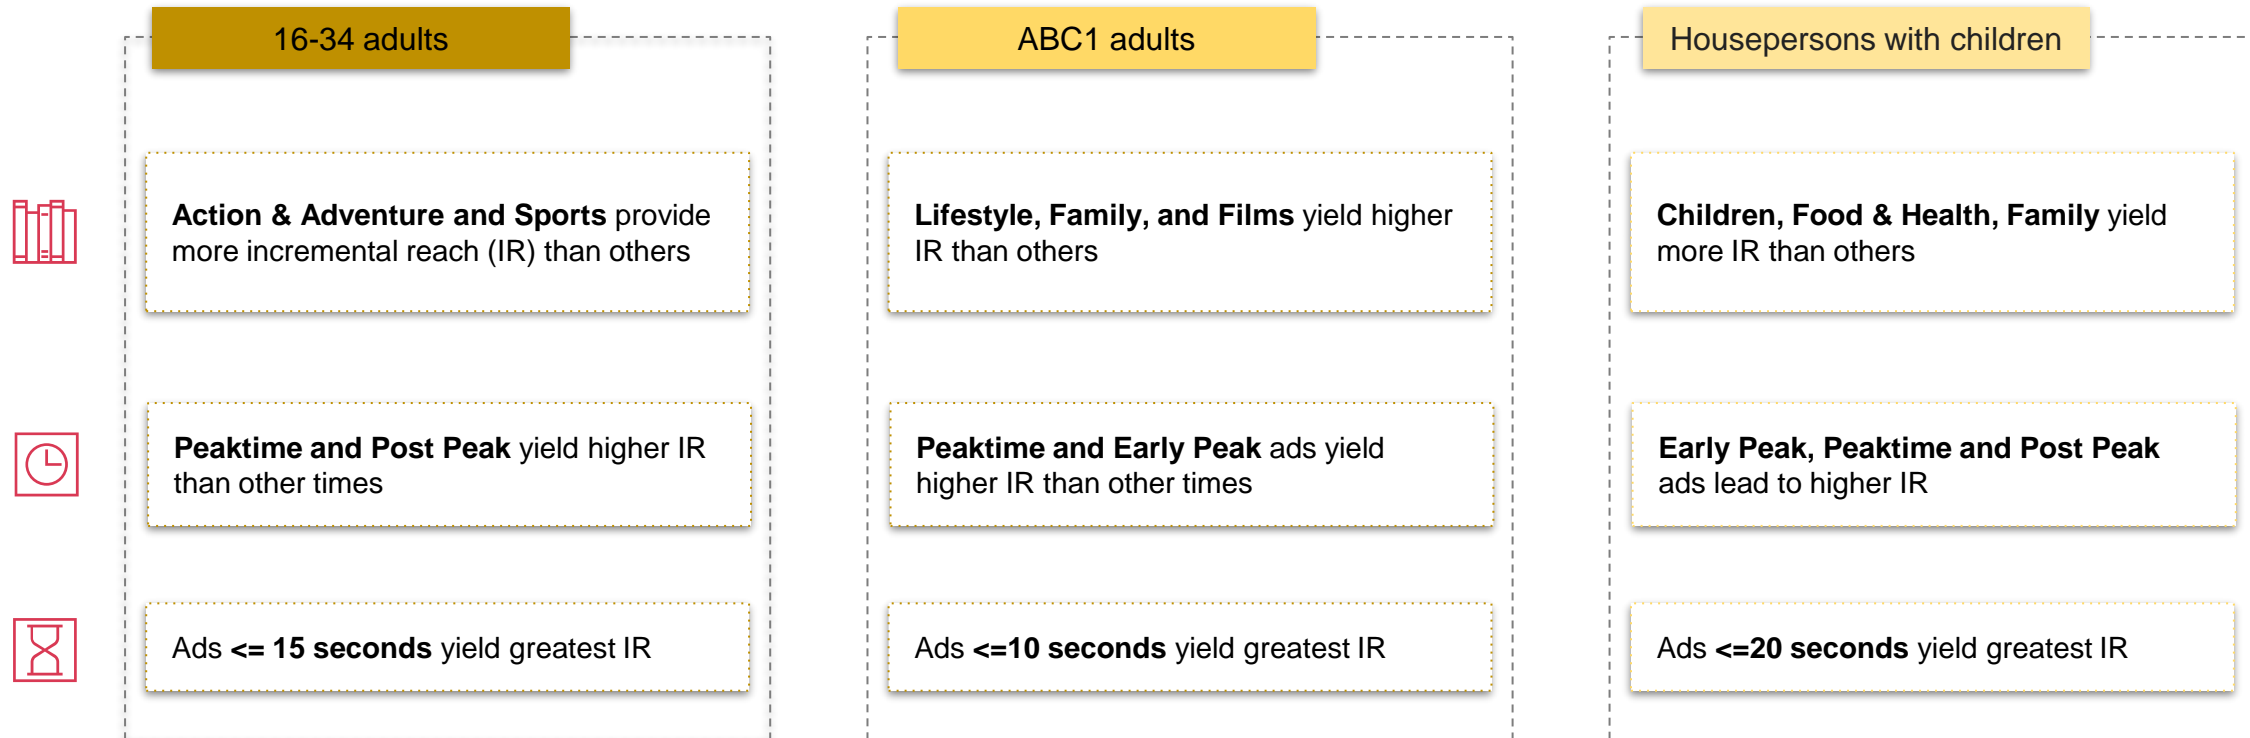 16-34 adults
ABC1 adults
Housepersons with children
Action & Adventure and Sports provide
more incremental reach (IR) than others
Lifestyle, Family, and Films yield higher
IR than others
Children, Food & Health, Family yield
more IR than others
Peaktime and Post Peak yield higher IR
than other times
Peaktime and Early Peak ads yield
higher IR than other times
Early Peak, Peaktime and Post Peak
ads lead to higher IR
Ads <= 15 seconds yield greatest IR
Ads <=10 seconds yield greatest IR
Ads <=20 seconds yield greatest IR